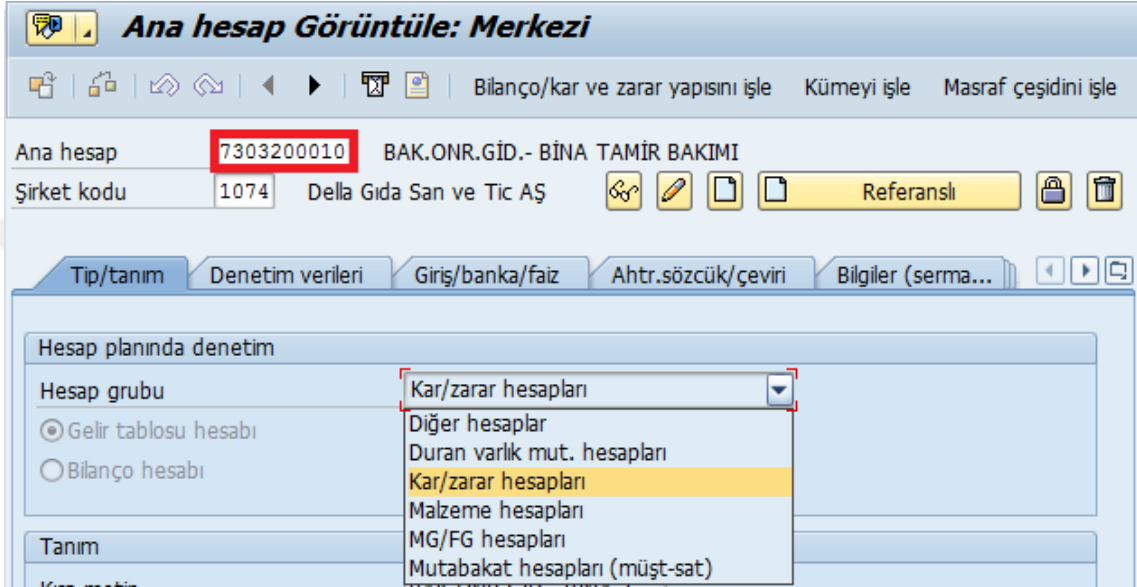 Ana hesap Görüntüle: Merkezi
Bilanço/kar ve zarar yapısını işle Kümeyi işle Masraf çeşidini işle
Ana hesap 7303200010 BAK.ONR.GİD.- BİNA TAMİR BAKIMI
Şirket kodu 1074 Della Gıda San ve Tic AŞ Referanslı
Tip/tanım Denetim verileri Giriş/banka/faiz Ahtr.sözcük/çeviri Bilgiler (serma...
Hesap planında denetim
Hesap grubu Kar/zarar hesapları
Gelir tablosu hesabı
Bilanço hesabı
Diğer hesaplar
Duran varlık mut. hesapları
Kar/zarar hesapları
Malzeme hesapları
MG/FG hesapları
Mutabakat hesapları (müşt-sat)
Tanım